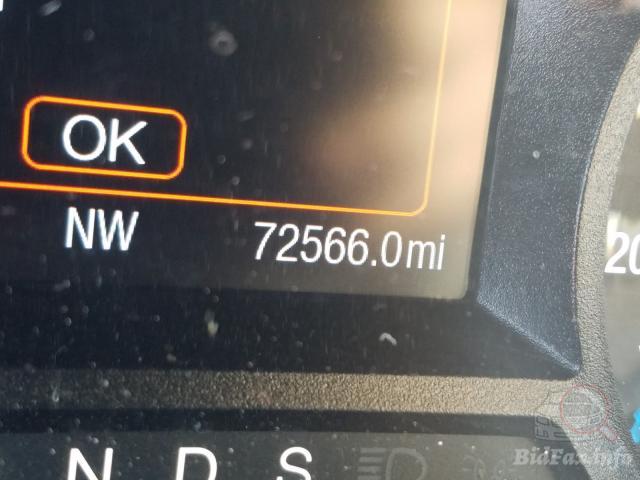 OK
NW 72566.0mi
20
N D S
BidFax.info